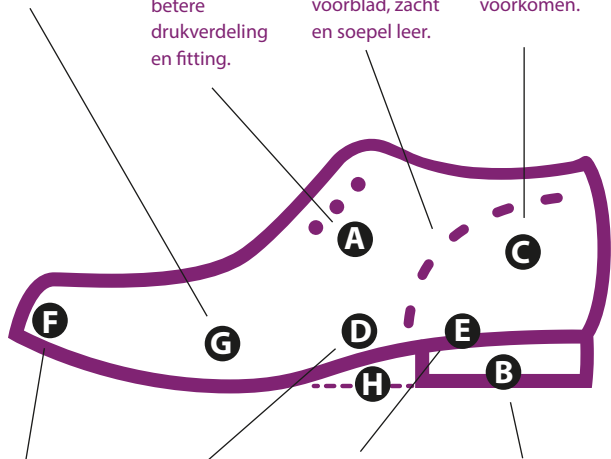 betere
drukverdeling
en fitting.
voorblad, zacht
en soepel leer.
voorkomen.
A
C
F
G
D
E
H
B